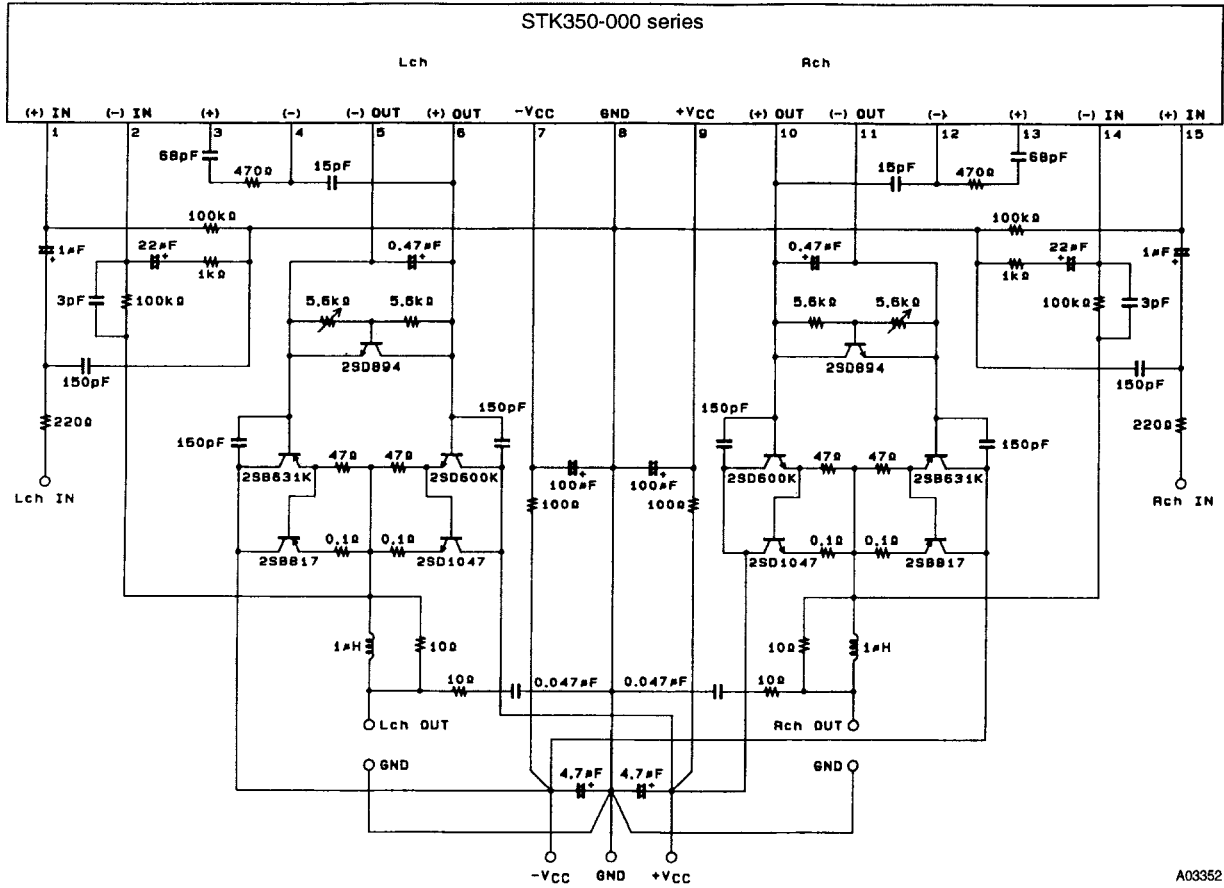 STK350-000 series
Lch Rch
(+) IN (-) IN (+) (-) (-) OUT (+) OUT -VCC GND +VCC (+) OUT (-) OUT (-) (+) (-) IN (+) IN
1 2 3 4 5 6 7 8 9 10 11 12 13 14 15
68pF 15pF 15pF 68pF
470Ω 470Ω
100kΩ 100kΩ
1µF 22µF 0.47µF 0.47µF 22µF 1µF
1kΩ 1kΩ
3pF 100kΩ 5.6kΩ 5.6kΩ 5.6kΩ 5.6kΩ 100kΩ 3pF
2SD894 2SD894
150pF 150pF
150pF 150pF
220Ω 150pF 150pF 220Ω
47Ω 47Ω 47Ω 47Ω
2SB631K 2SD600K 100µF 100µF 2SD600K 2SB631K
Lch IN 100Ω 100Ω Rch IN
0.1Ω 0.1Ω 0.1Ω 0.1Ω
2SB817 2SD1047 2SD1047 2SB817
1µH 10Ω 10Ω 1µH
10Ω 0.047µF 0.047µF 10Ω
Lch OUT Rch OUT
GND 4.7µF 4.7µF GND
-VCC GND +VCC
A03352